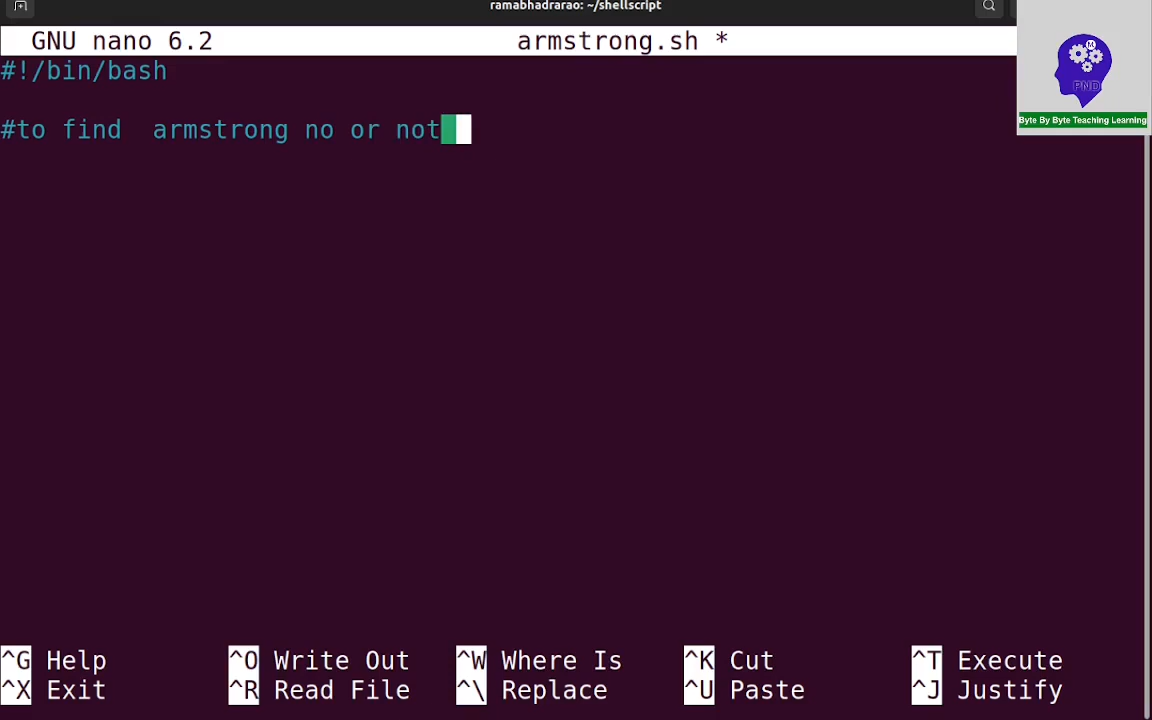 ramabhadrarao: ~/shellscript
GNU nano 6.2 armstrong.sh *
#!/bin/bash
PND
Byte By Byte Teaching Learning
#to find  armstrong no or not
^G Help ^O Write Out ^W Where Is ^K Cut ^T Execute
^X Exit ^R Read File ^\ Replace ^U Paste ^J Justify